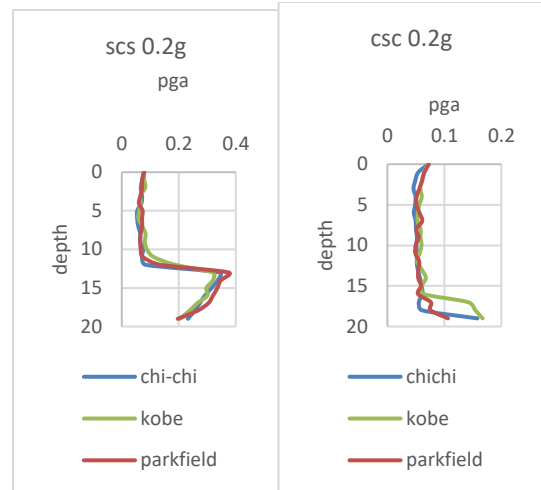 scs 0.2g
pga
0 0.2 0.4
0
5
10
15
20
depth
chi-chi
kobe
parkfield
csc 0.2g
pga
0 0.1 0.2
0
5
10
15
20
depth
chichi
kobe
parkfield